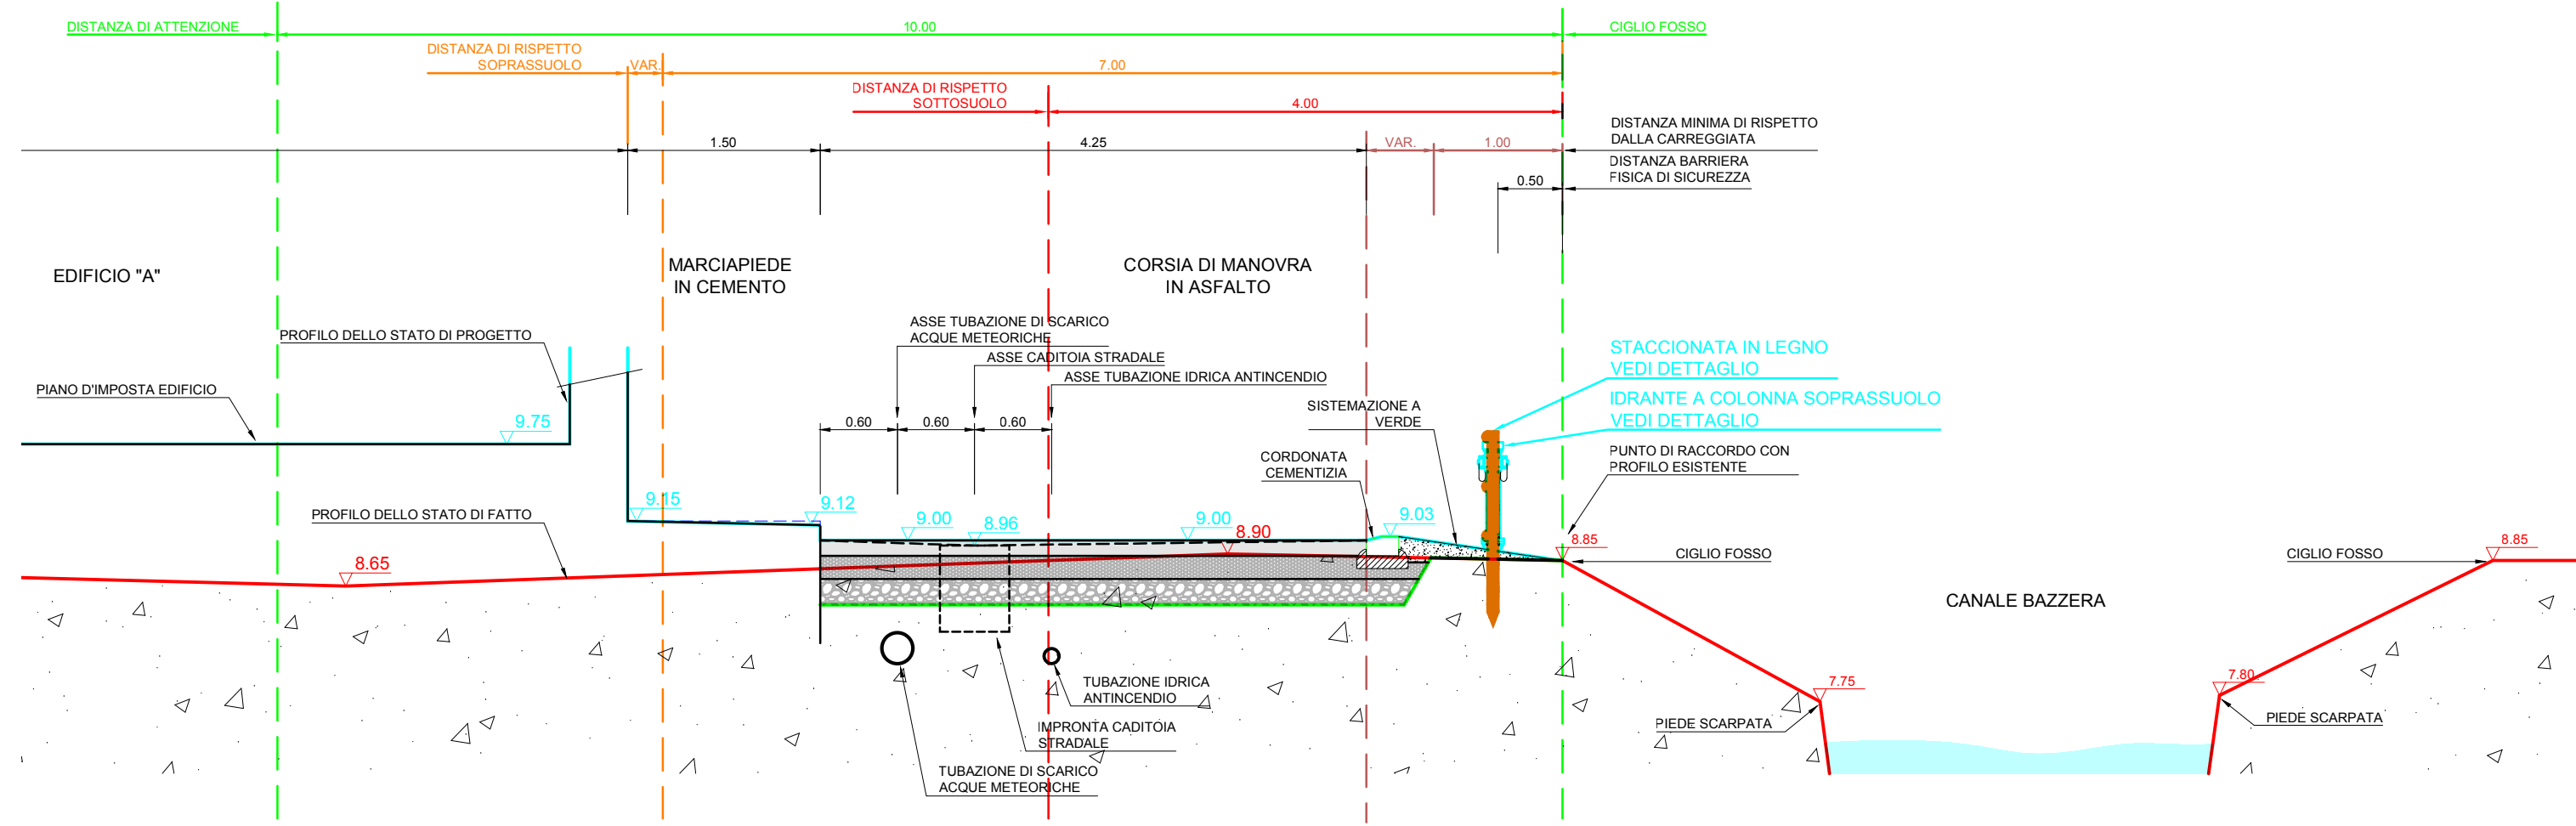 DISTANZA DI ATTENZIONE
10.00
CIGLIO FOSSO
DISTANZA DI RISPETTO
SOPRASSUOLO
VAR.
7.00
DISTANZA DI RISPETTO
SOTTOSUOLO
4.00
DISTANZA MINIMA DI RISPETTO
DALLA CARREGGIATA
1.50
4.25
VAR.
1.00
DISTANZA BARRIERA
FISICA DI SICUREZZA
0.50
EDIFICIO "A"
MARCIAPIEDE
IN CEMENTO
CORSIA DI MANOVRA
IN ASFALTO
PROFILO DELLO STATO DI PROGETTO
ASSE TUBAZIONE DI SCARICO
ACQUE METEORICHE
ASSE CADITOIA STRADALE
ASSE TUBAZIONE IDRICA ANTINCENDIO
STACCIONATA IN LEGNO
VEDI DETTAGLIO
IDRANTE A COLONNA SOPRASSUOLO
VEDI DETTAGLIO
PIANO D'IMPOSTA EDIFICIO
9.75
0.60
0.60
0.60
SISTEMAZIONE A
VERDE
CORDONATA
CEMENTIZIA
PUNTO DI RACCORDO CON
PROFILO ESISTENTE
9.15
9.12
9.00
8.96
9.00
8.90
9.03
8.85
PROFILO DELLO STATO DI FATTO
8.65
CIGLIO FOSSO
CIGLIO FOSSO
8.85
CANALE BAZZERA
TUBAZIONE IDRICA
ANTINCENDIO
7.75
7.80
PIEDE SCARPATA
PIEDE SCARPATA
IMPRONTA CADITOIA
STRADALE
TUBAZIONE DI SCARICO
ACQUE METEORICHE